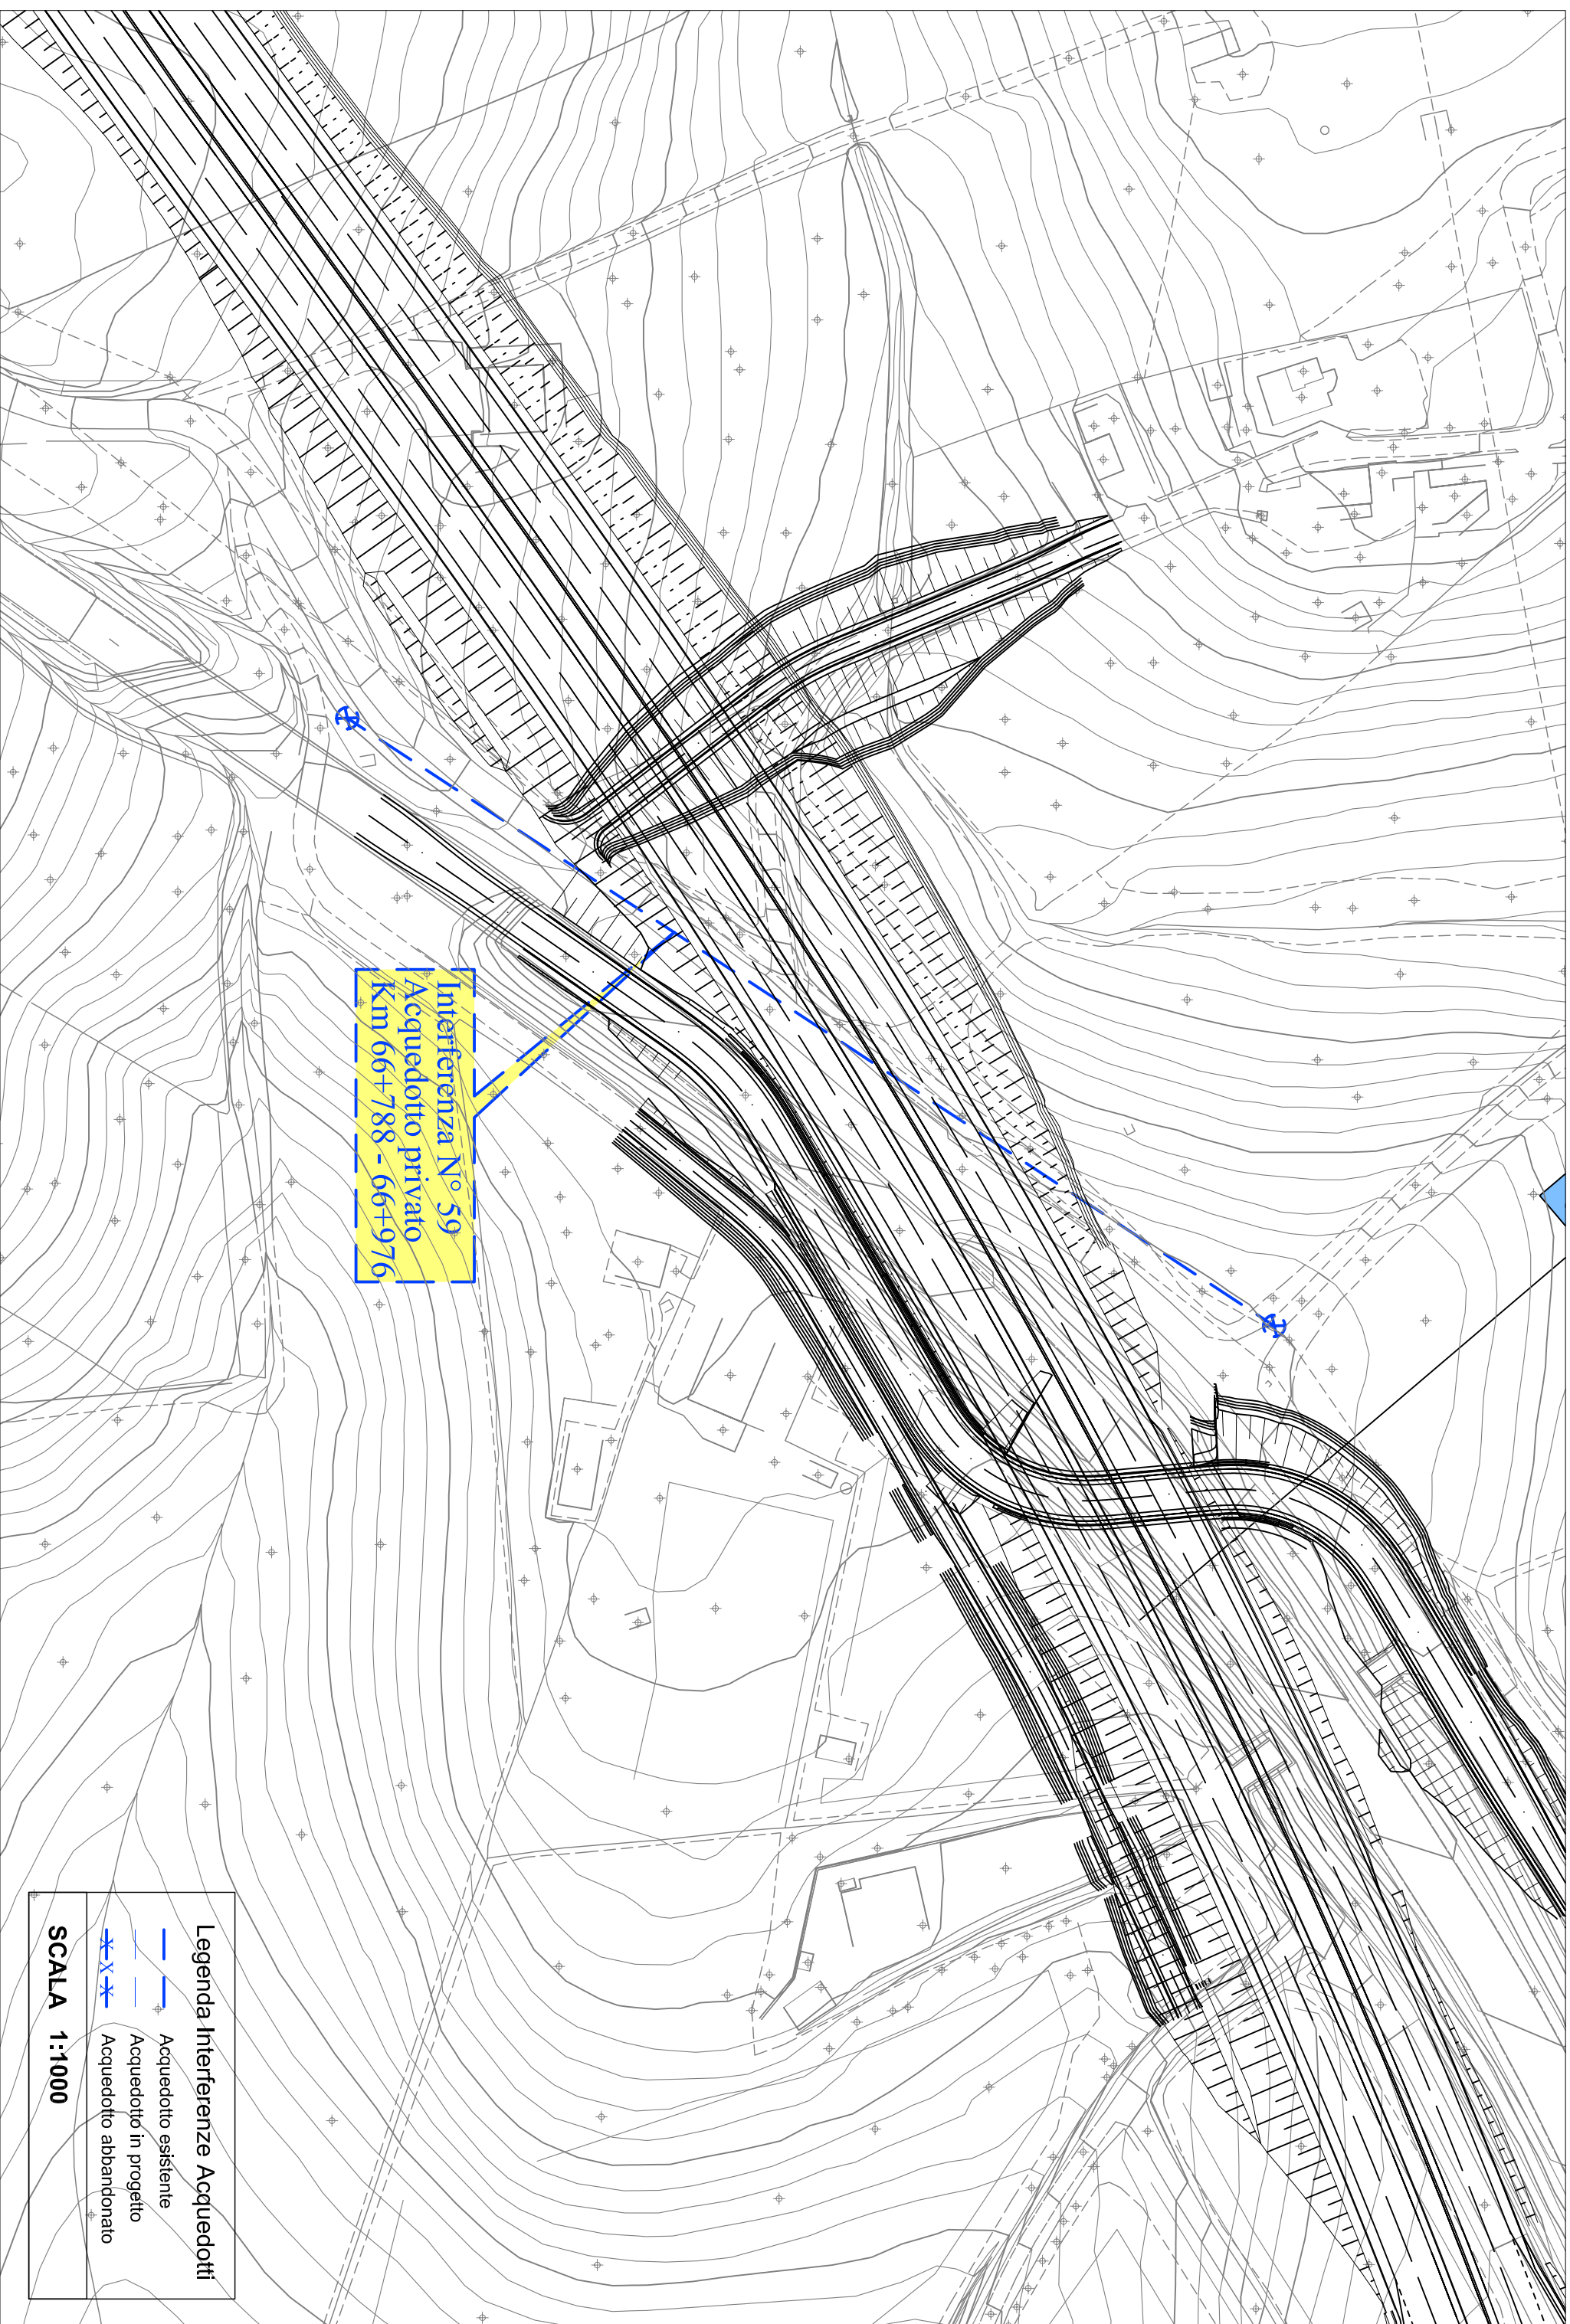 Interferenza N° 59
Acquedotto privato
Km 66+788 - 66+976
Legenda Interferenze Acquedotti
Acquedotto esistente
Acquedotto in progetto
x x x Acquedotto abbandonato
SCALA 1:1000